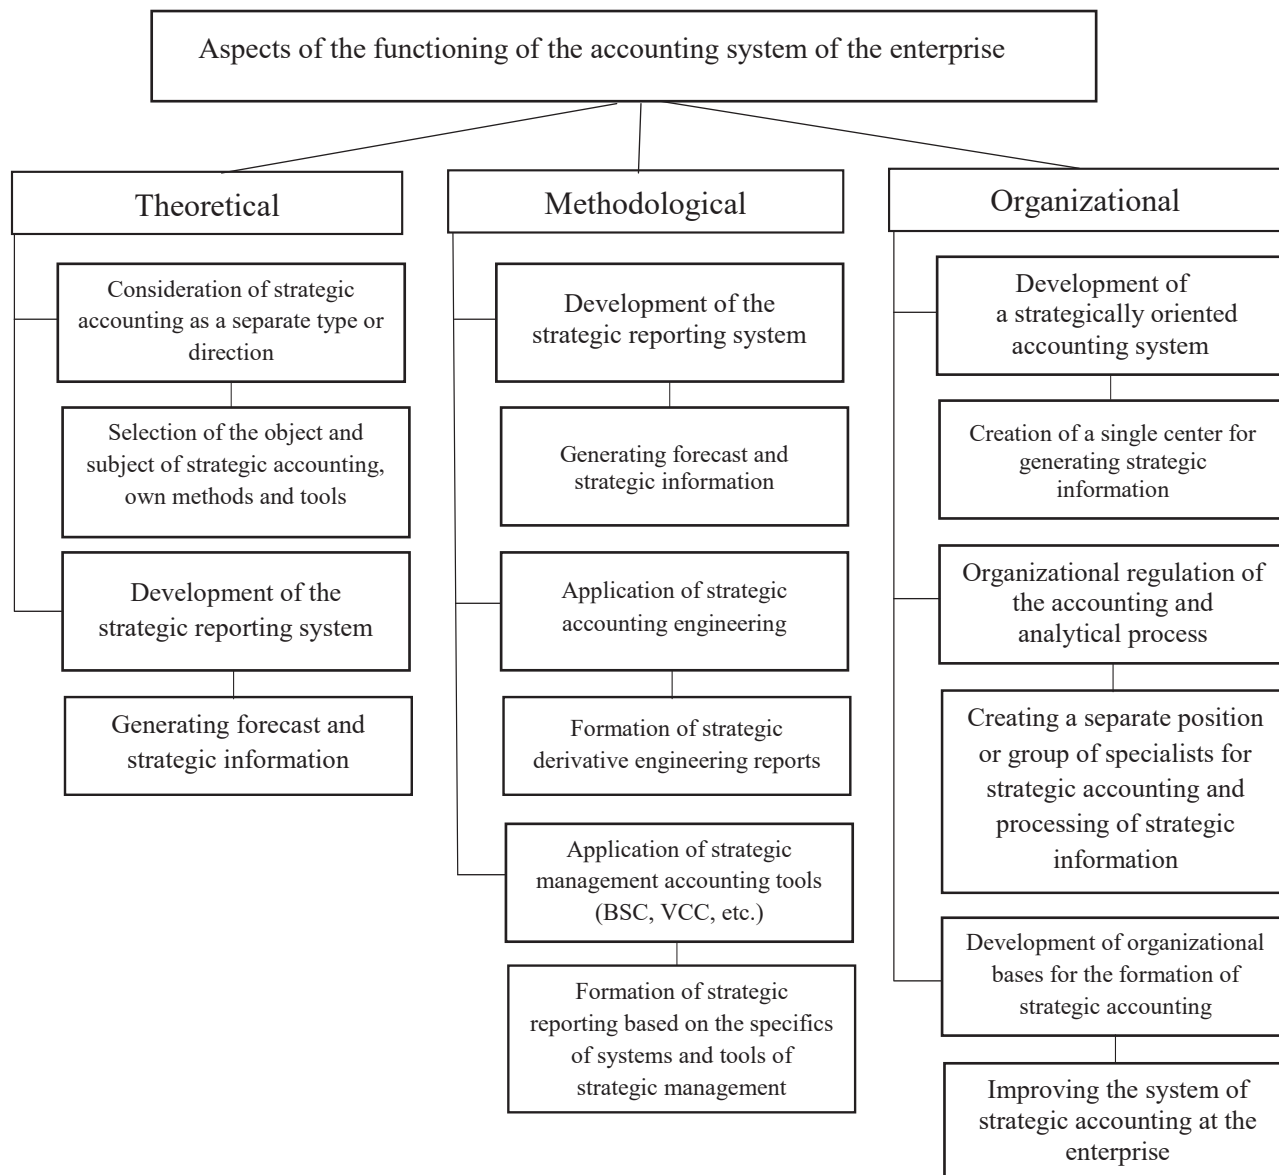 Aspects of the functioning of the accounting system of the enterprise
Theoretical
Consideration of strategic
accounting as a separate type or
direction
Selection of the object and
subject of strategic accounting,
own methods and tools
Development of the
strategic reporting system
Generating forecast and
strategic information
Methodological
Development of the
strategic reporting system
Generating forecast and
strategic information
Application of strategic
accounting engineering
Formation of strategic
derivative engineering reports
Application of strategic
management accounting tools
(BSC, VCC, etc.)
Formation of strategic
reporting based on the specifics
of systems and tools of
strategic management
Organizational
Development of
a strategically oriented
accounting system
Creation of a single center for
generating strategic
information
Organizational regulation of
the accounting and
analytical process
Creating a separate position
or group of specialists for
strategic accounting and
processing of strategic
information
Development of organizational
bases for the formation of
strategic accounting
Improving the system of
strategic accounting at the
enterprise